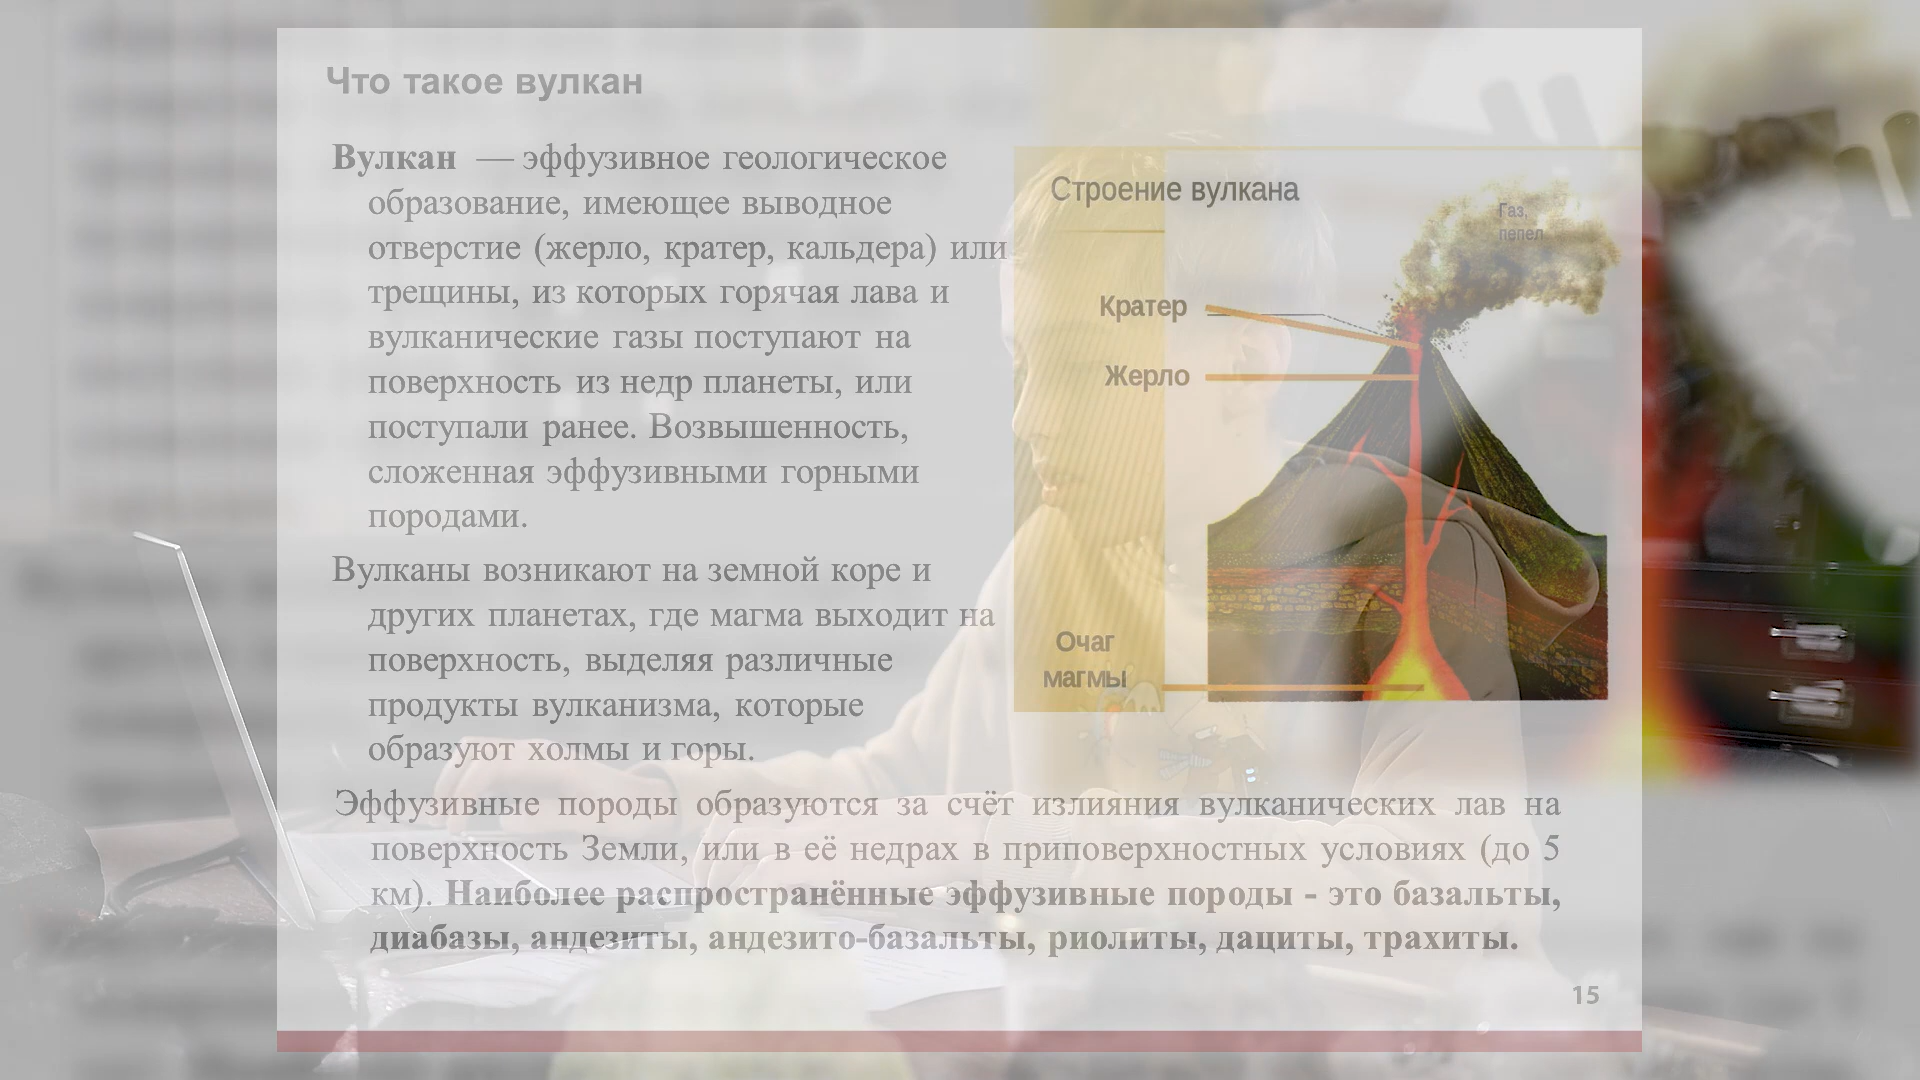 Что такое вулкан
Вулкан — эффузивное геологическое
образование, имеющее выводное
отверстие (жерло, кратер, кальдера) или
трещины, из которых горячая лава и
вулканические газы поступают на
поверхность из недр планеты, или
поступали ранее. Возвышенность,
сложенная эффузивными горными
породами.
Вулканы возникают на земной коре и
других планетах, где магма выходит на
поверхность, выделяя различные
продукты вулканизма, которые
образуют холмы и горы.
Строение вулкана
Газ,
пепел
Кратер
Жерло
Очаг
магмы
Эффузивные породы образуются за счёт излияния вулканических лав на
поверхность Земли, или в её недрах в приповерхностных условиях (до 5
км). Наиболее распространённые эффузивные породы - это базальты,
диабазы, андезиты, андезито-базальты, риолиты, дациты, трахиты.
15